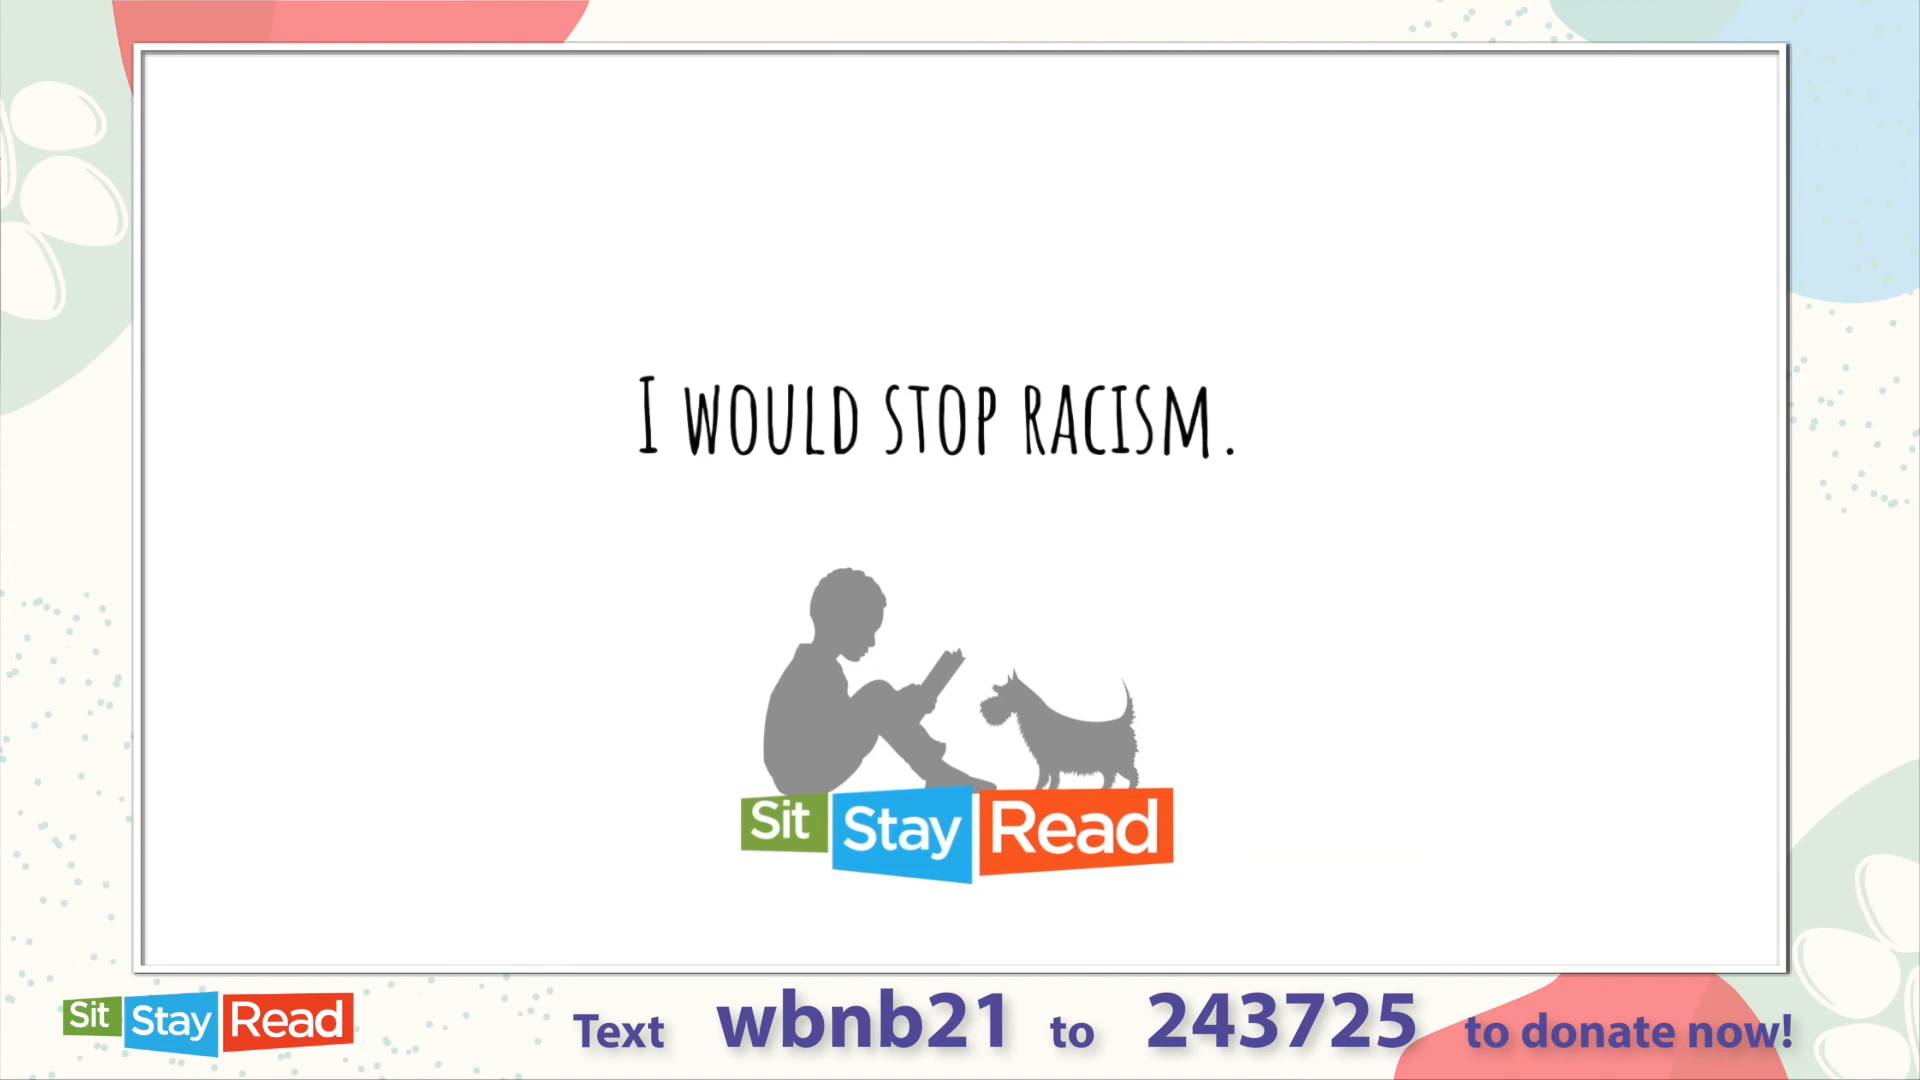 I WOULD STOP RACISM.
Sit Stay Read
Sit Stay Read
Text wbnb21 to 243725 to donate now!